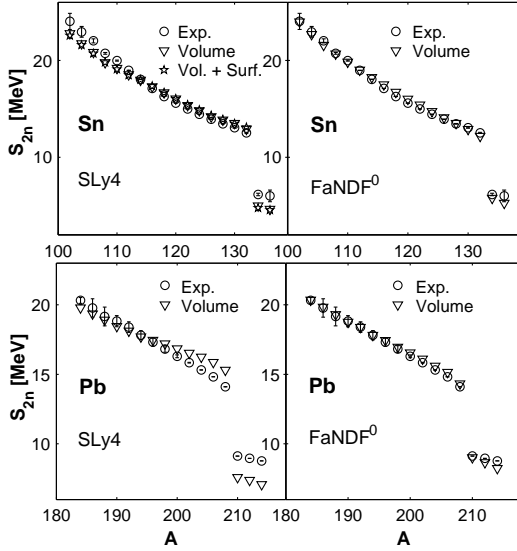 Exp.
Volume
Vol. + Surf.
Sn
SLy4
S2n [MeV]
20
10
100 110 120 130
Exp.
Volume
Sn
FaNDF⁰
100 110 120 130
Exp.
Volume
Pb
SLy4
S2n [MeV]
20
15
10
180 190 200 210
A
Exp.
Volume
Pb
FaNDF⁰
180 190 200 210
A